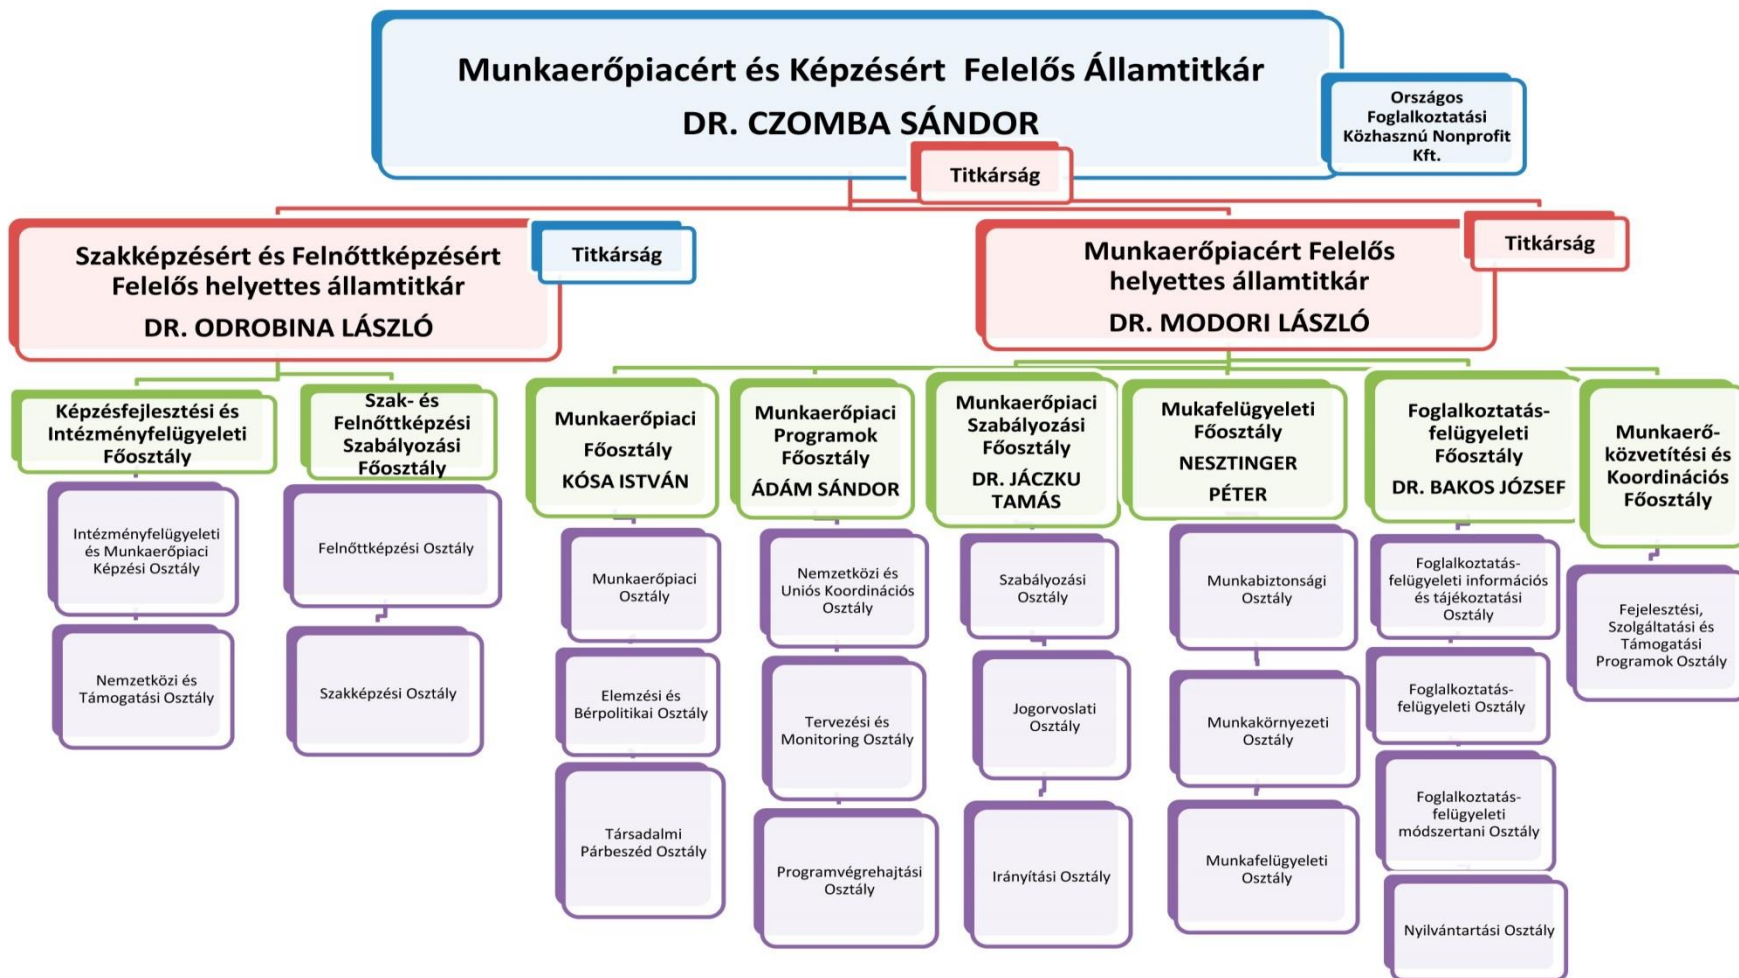 Munkaerőpiacért és Képzésért  Felelős Államtitkár
DR. CZOMBA SÁNDOR
Országos
Foglalkoztatási
Közhasznú Nonprofit
Kft.
Titkárság
Szakképzésért és Felnőttképzésért
Felelős helyettes államtitkár
DR. ODROBINA LÁSZLÓ
Titkárság
Munkaerőpiacért Felelős
helyettes államtitkár
DR. MODORI LÁSZLÓ
Titkárság
Képzésfejlesztési és
Intézményfelügyeleti
Főosztály
Szak- és
Felnőttképzési
Szabályozási
Főosztály
Munkaerőpiaci
Főosztály
KÓSA ISTVÁN
Munkaerőpiaci
Programok
Főosztály
ÁDÁM SÁNDOR
Munkaerőpiaci
Szabályozási
Főosztály
DR. JÁCZKU
TAMÁS
Mukafelügyeleti
Főosztály
NESZTINGER
PÉTER
Foglalkoztatás-
felügyeleti
Főosztály
DR. BAKOS JÓZSEF
Munkaerő-
közvetítési és
Koordinációs
Főosztály
Intézményfelügyeleti
és Munkaerőpiaci
Képzési Osztály
Nemzetközi és
Támogatási Osztály
Felnőttképzési Osztály
Szakképzési Osztály
Munkaerőpiaci
Osztály
Elemzési és
Bérpolitikai Osztály
Társadalmi
Párbeszéd Osztály
Nemzetközi és
Uniós Koordinációs
Osztály
Tervezési és
Monitoring Osztály
Programvégrehajtási
Osztály
Szabályozási
Osztály
Jogorvoslati
Osztály
Irányítási Osztály
Munkabiztonsági
Osztály
Munkakörnyezeti
Osztály
Munkafelügyeleti
Osztály
Foglalkoztatás-
felügyeleti információs
és tájékoztatási
Osztály
Foglalkoztatás-
felügyeleti Osztály
Foglalkoztatás-
felügyeleti
módszertani Osztály
Nyilvántartási Osztály
Fejelesztési,
Szolgáltatási és
Támogatási
Programok Osztály